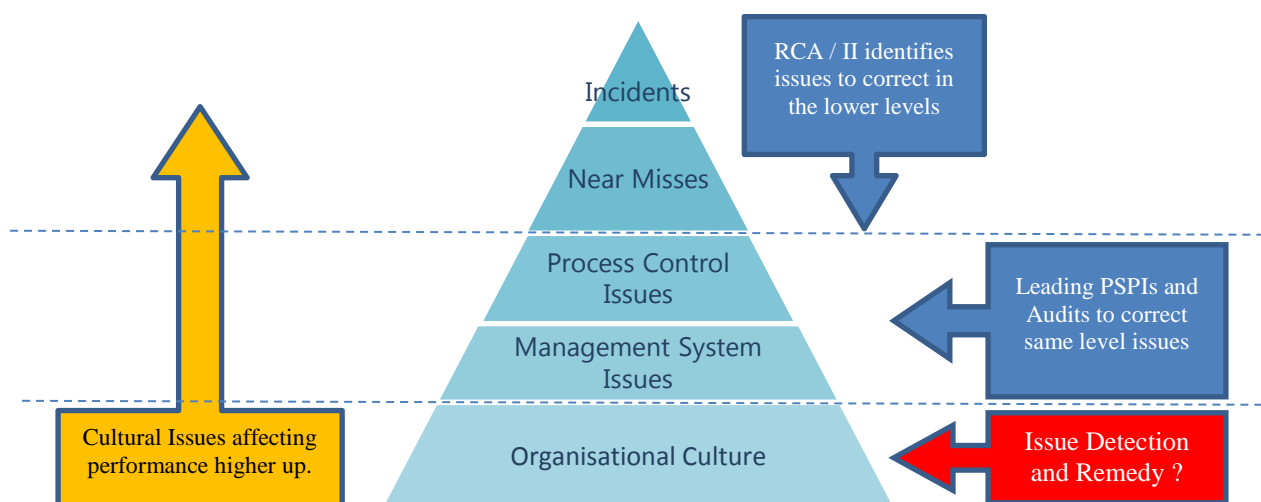 Incidents
Near Misses
Process Control
Issues
Management System
Issues
Organisational Culture
RCA / II identifies
issues to correct in
the lower levels
Leading PSPIs and
Audits to correct
same level issues
Cultural Issues affecting
performance higher up.
Issue Detection
and Remedy ?